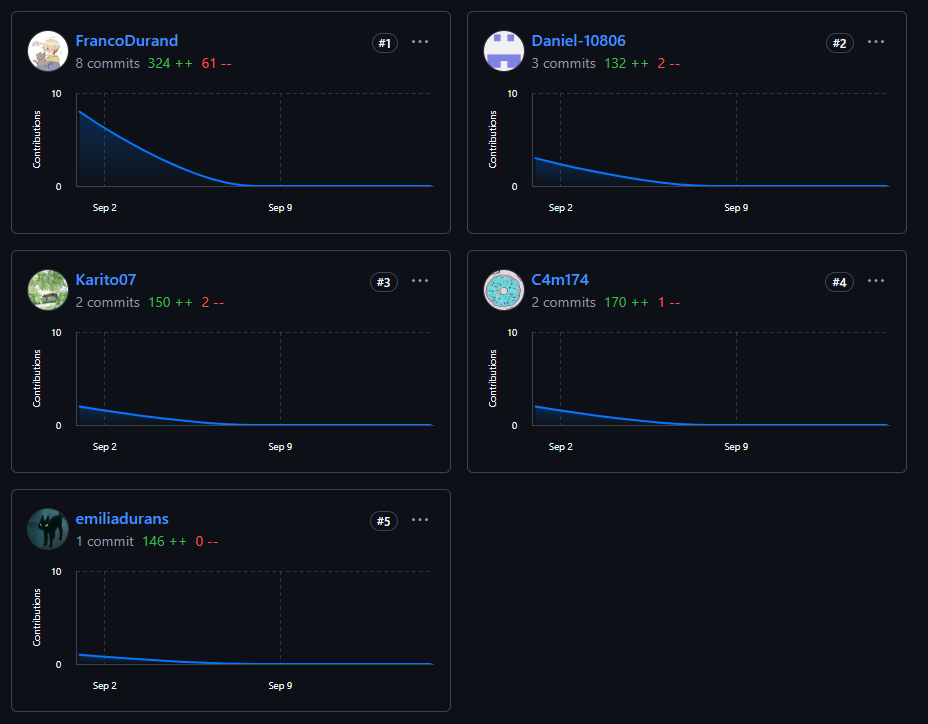 FrancoDurand #1 ···
8 commits 324 ++ 61 --
10
Contributions
0
Sep 2 Sep 9
Daniel-10806 #2 ···
3 commits 132 ++ 2 --
10
Contributions
0
Sep 2 Sep 9
Karito07 #3 ···
2 commits 150 ++ 2 --
10
Contributions
0
Sep 2 Sep 9
C4m174 #4 ···
2 commits 170 ++ 1 --
10
Contributions
0
Sep 2 Sep 9
emiliadurans #5 ···
1 commit 146 ++ 0 --
10
Contributions
0
Sep 2 Sep 9